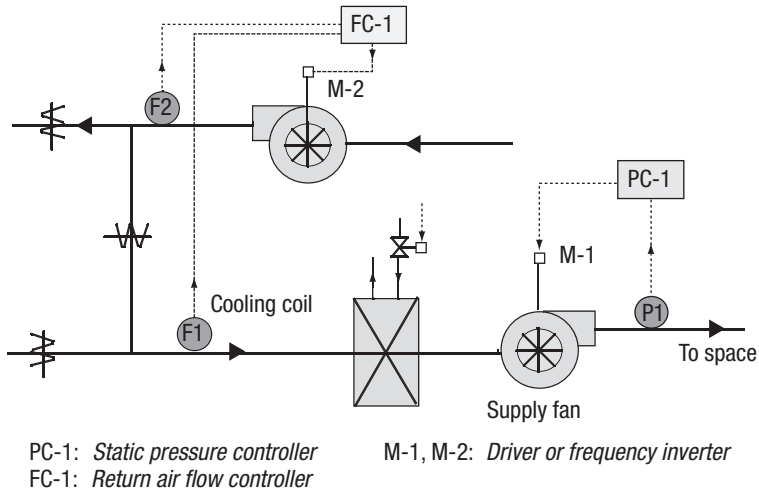 FC-1
F2
M-2
PC-1
M-1
Cooling coil
F1
P1
To space
Supply fan
PC-1: Static pressure controller
M-1, M-2: Driver or frequency inverter
FC-1: Return air flow controller